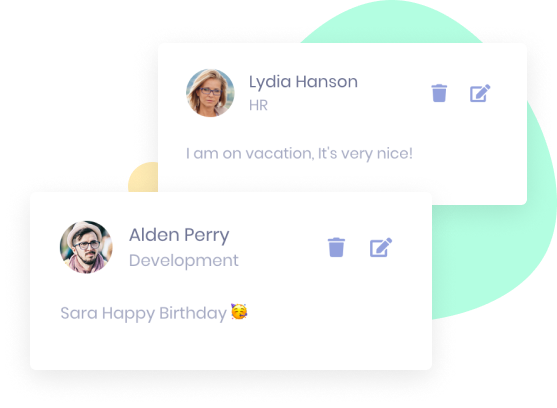 Lydia Hanson
HR
I am on vacation, It's very nice!
Alden Perry
Development
Sara Happy Birthday 🥳